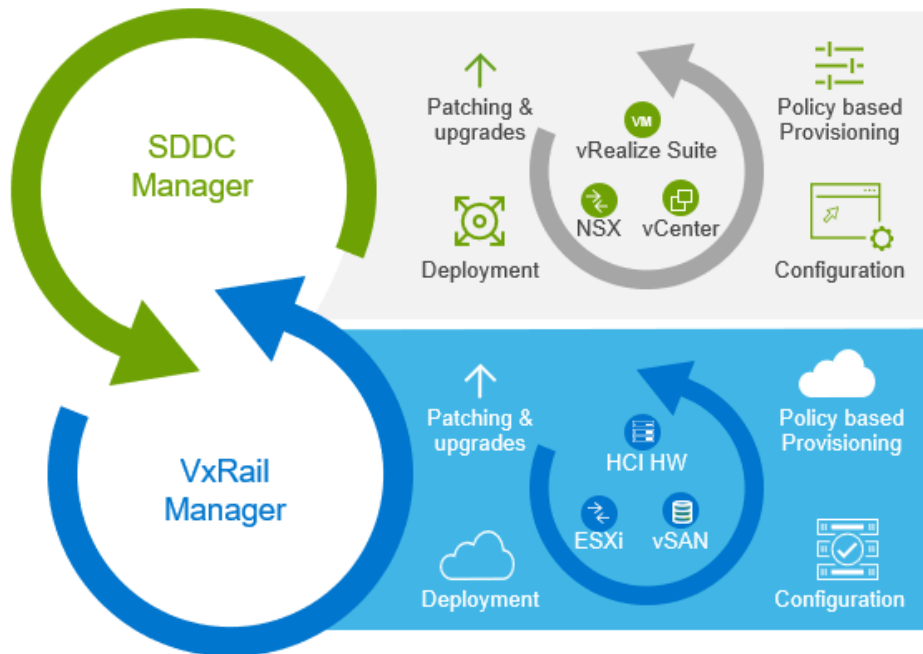 SDDC
Manager
Patching &
upgrades
VM
vRealize Suite
NSX
vCenter
Policy based
Provisioning
Deployment
Configuration
VxRail
Manager
Patching &
upgrades
HCI HW
ESXi
vSAN
Policy based
Provisioning
Deployment
Configuration